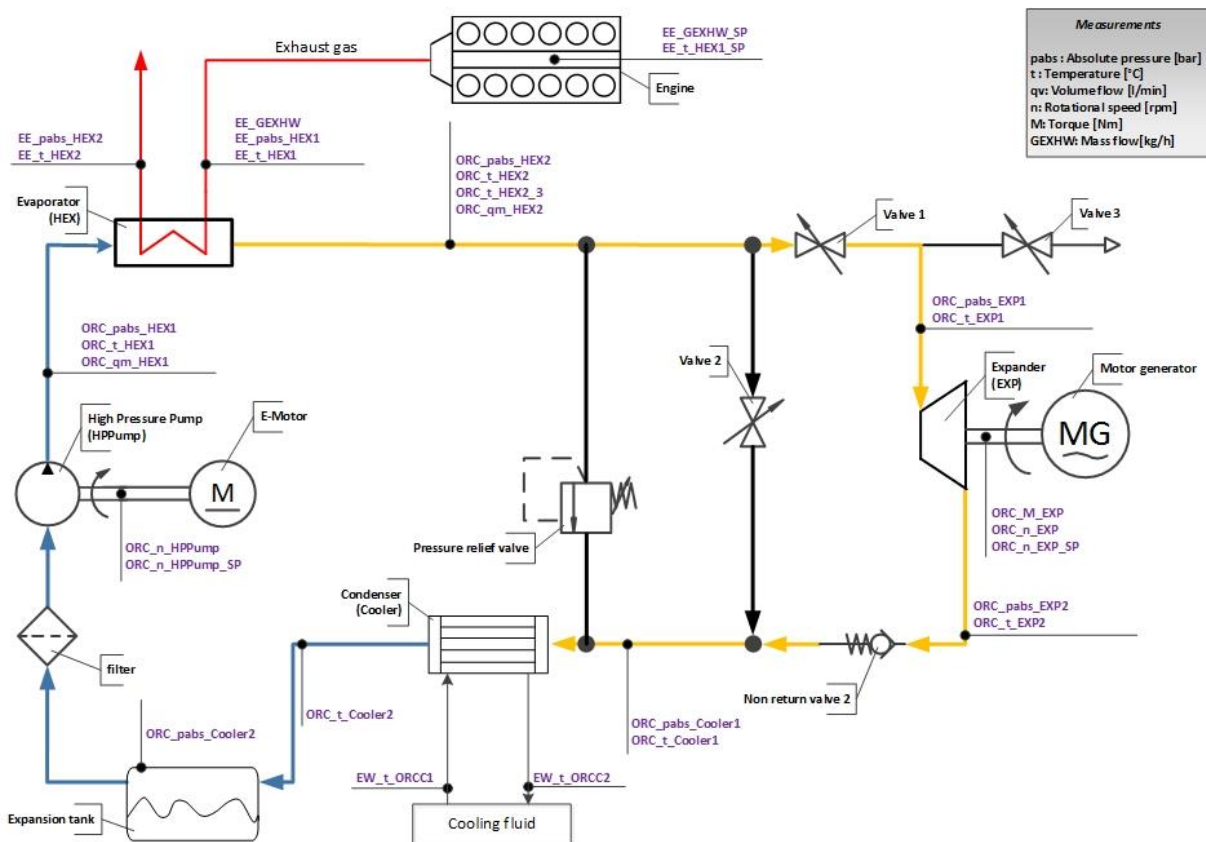 Measurements
pabs : Absolute pressure [bar]
t : Temperature [°C]
qv: Volume flow [l/min]
n: Rotational speed [rpm]
M: Torque [Nm]
GEXHW: Mass flow[kg/h]
EE_GEXHW_SP
EE_t_HEX1_SP
Exhaust gas
Engine
EE_pabs_HEX2
EE_t_HEX2
EE_GEXHW
EE_pabs_HEX1
EE_t_HEX1
ORC_pabs_HEX2
ORC_t_HEX2
ORC_t_HEX2_3
ORC_qm_HEX2
Evaporator
(HEX)
Valve 1
Valve 3
ORC_pabs_HEX1
ORC_t_HEX1
ORC_qm_HEX1
ORC_pabs_EXP1
ORC_t_EXP1
Valve 2
Expander
(EXP)
Motor generator
MG
High Pressure Pump
(HPPump)
E-Motor
M
ORC_n_HPPump
ORC_n_HPPump_SP
Pressure relief valve
ORC_M_EXP
ORC_n_EXP
ORC_n_EXP_SP
Condenser
(Cooler)
ORC_pabs_EXP2
ORC_t_EXP2
filter
Non return valve 2
ORC_t_Cooler2
ORC_pabs_Cooler1
ORC_t_Cooler1
ORC_pabs_Cooler2
EW_t_ORCC1
EW_t_ORCC2
Expansion tank
Cooling fluid